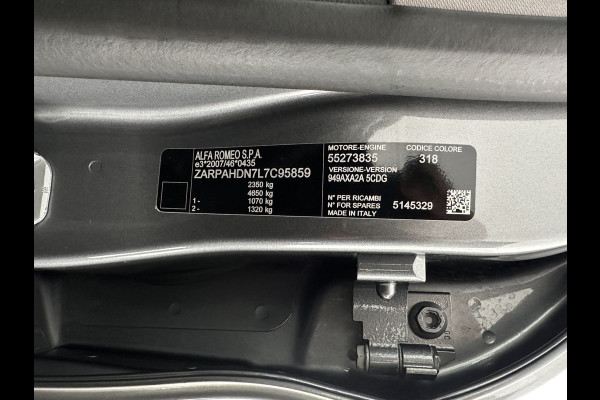 ALFA ROMEO S.P.A.
e3*2007/46*0435
ZARPAHDN7L7C95859
2350 kg
4650 kg
1- 1070 kg
2- 1320 kg
MOTORE-ENGINE
55273835
VERSIONE-VERSION
949AXA2A 5CDG
N° PER RICAMBI
N° FOR SPARES 5145329
MADE IN ITALY
CODICE COLORE
318